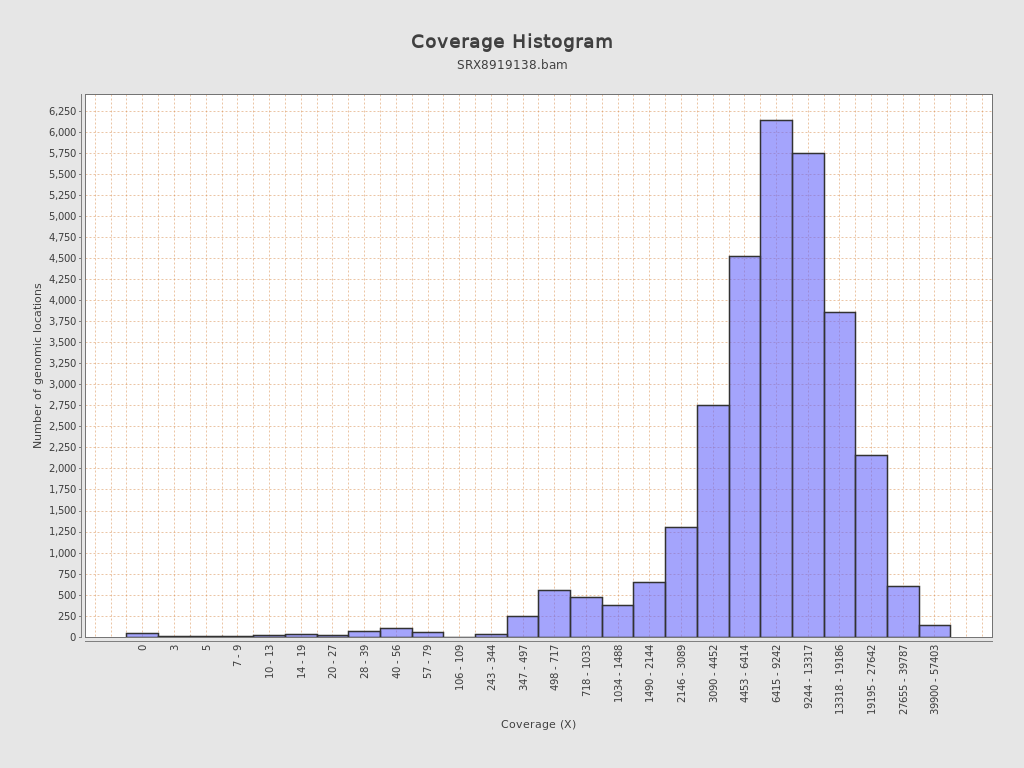 Coverage Histogram
SRX8919138.bam
6,250
6,000
5,750
5,500
5,250
5,000
4,750
4,500
4,250
4,000
3,750
3,500
3,250
3,000
2,750
2,500
2,250
2,000
1,750
1,500
1,250
1,000
750
500
250
0
Number of genomic locations
0
3
5
7 - 9
10 - 13
14 - 19
20 - 27
28 - 39
40 - 56
57 - 79
106 - 109
243 - 344
347 - 497
498 - 717
718 - 1033
1034 - 1488
1490 - 2144
2146 - 3089
3090 - 4452
4453 - 6414
6415 - 9242
9244 - 13317
13318 - 19186
19195 - 27642
27655 - 39787
39900 - 57403
Coverage (X)